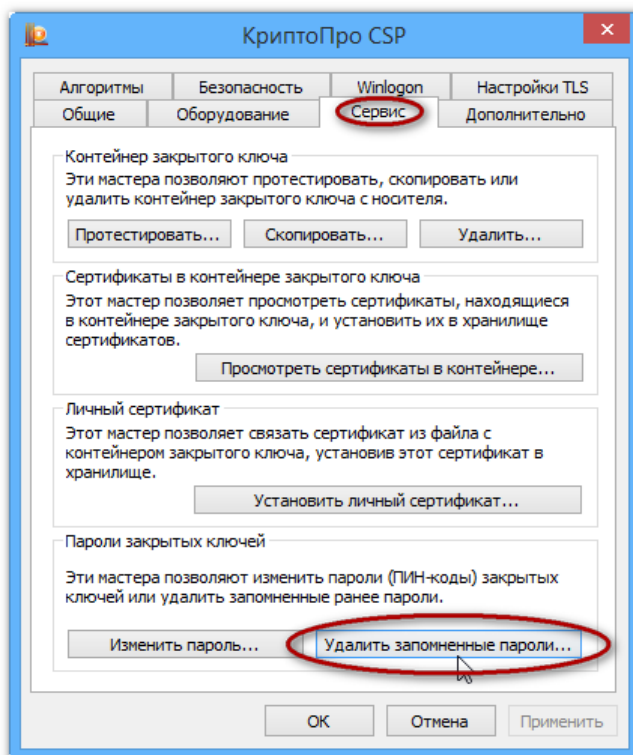 КриптоПро CSP
Алгоритмы Безопасность Winlogon Настройки TLS
Общие Оборудование Сервис Дополнительно
Контейнер закрытого ключа
Эти мастера позволяют протестировать, скопировать или
удалить контейнер закрытого ключа с носителя.
Протестировать... Скопировать... Удалить...
Сертификаты в контейнере закрытого ключа
Этот мастер позволяет просмотреть сертификаты, находящиеся
в контейнере закрытого ключа, и установить их в хранилище
сертификатов.
Просмотреть сертификаты в контейнере...
Личный сертификат
Этот мастер позволяет связать сертификат из файла с
контейнером закрытого ключа, установив этот сертификат в
хранилище.
Установить личный сертификат...
Пароли закрытых ключей
Эти мастера позволяют изменить пароли (ПИН-коды) закрытых
ключей или удалить запомненные ранее пароли.
Изменить пароль... Удалить запомненные пароли...
ОК Отмена Применить